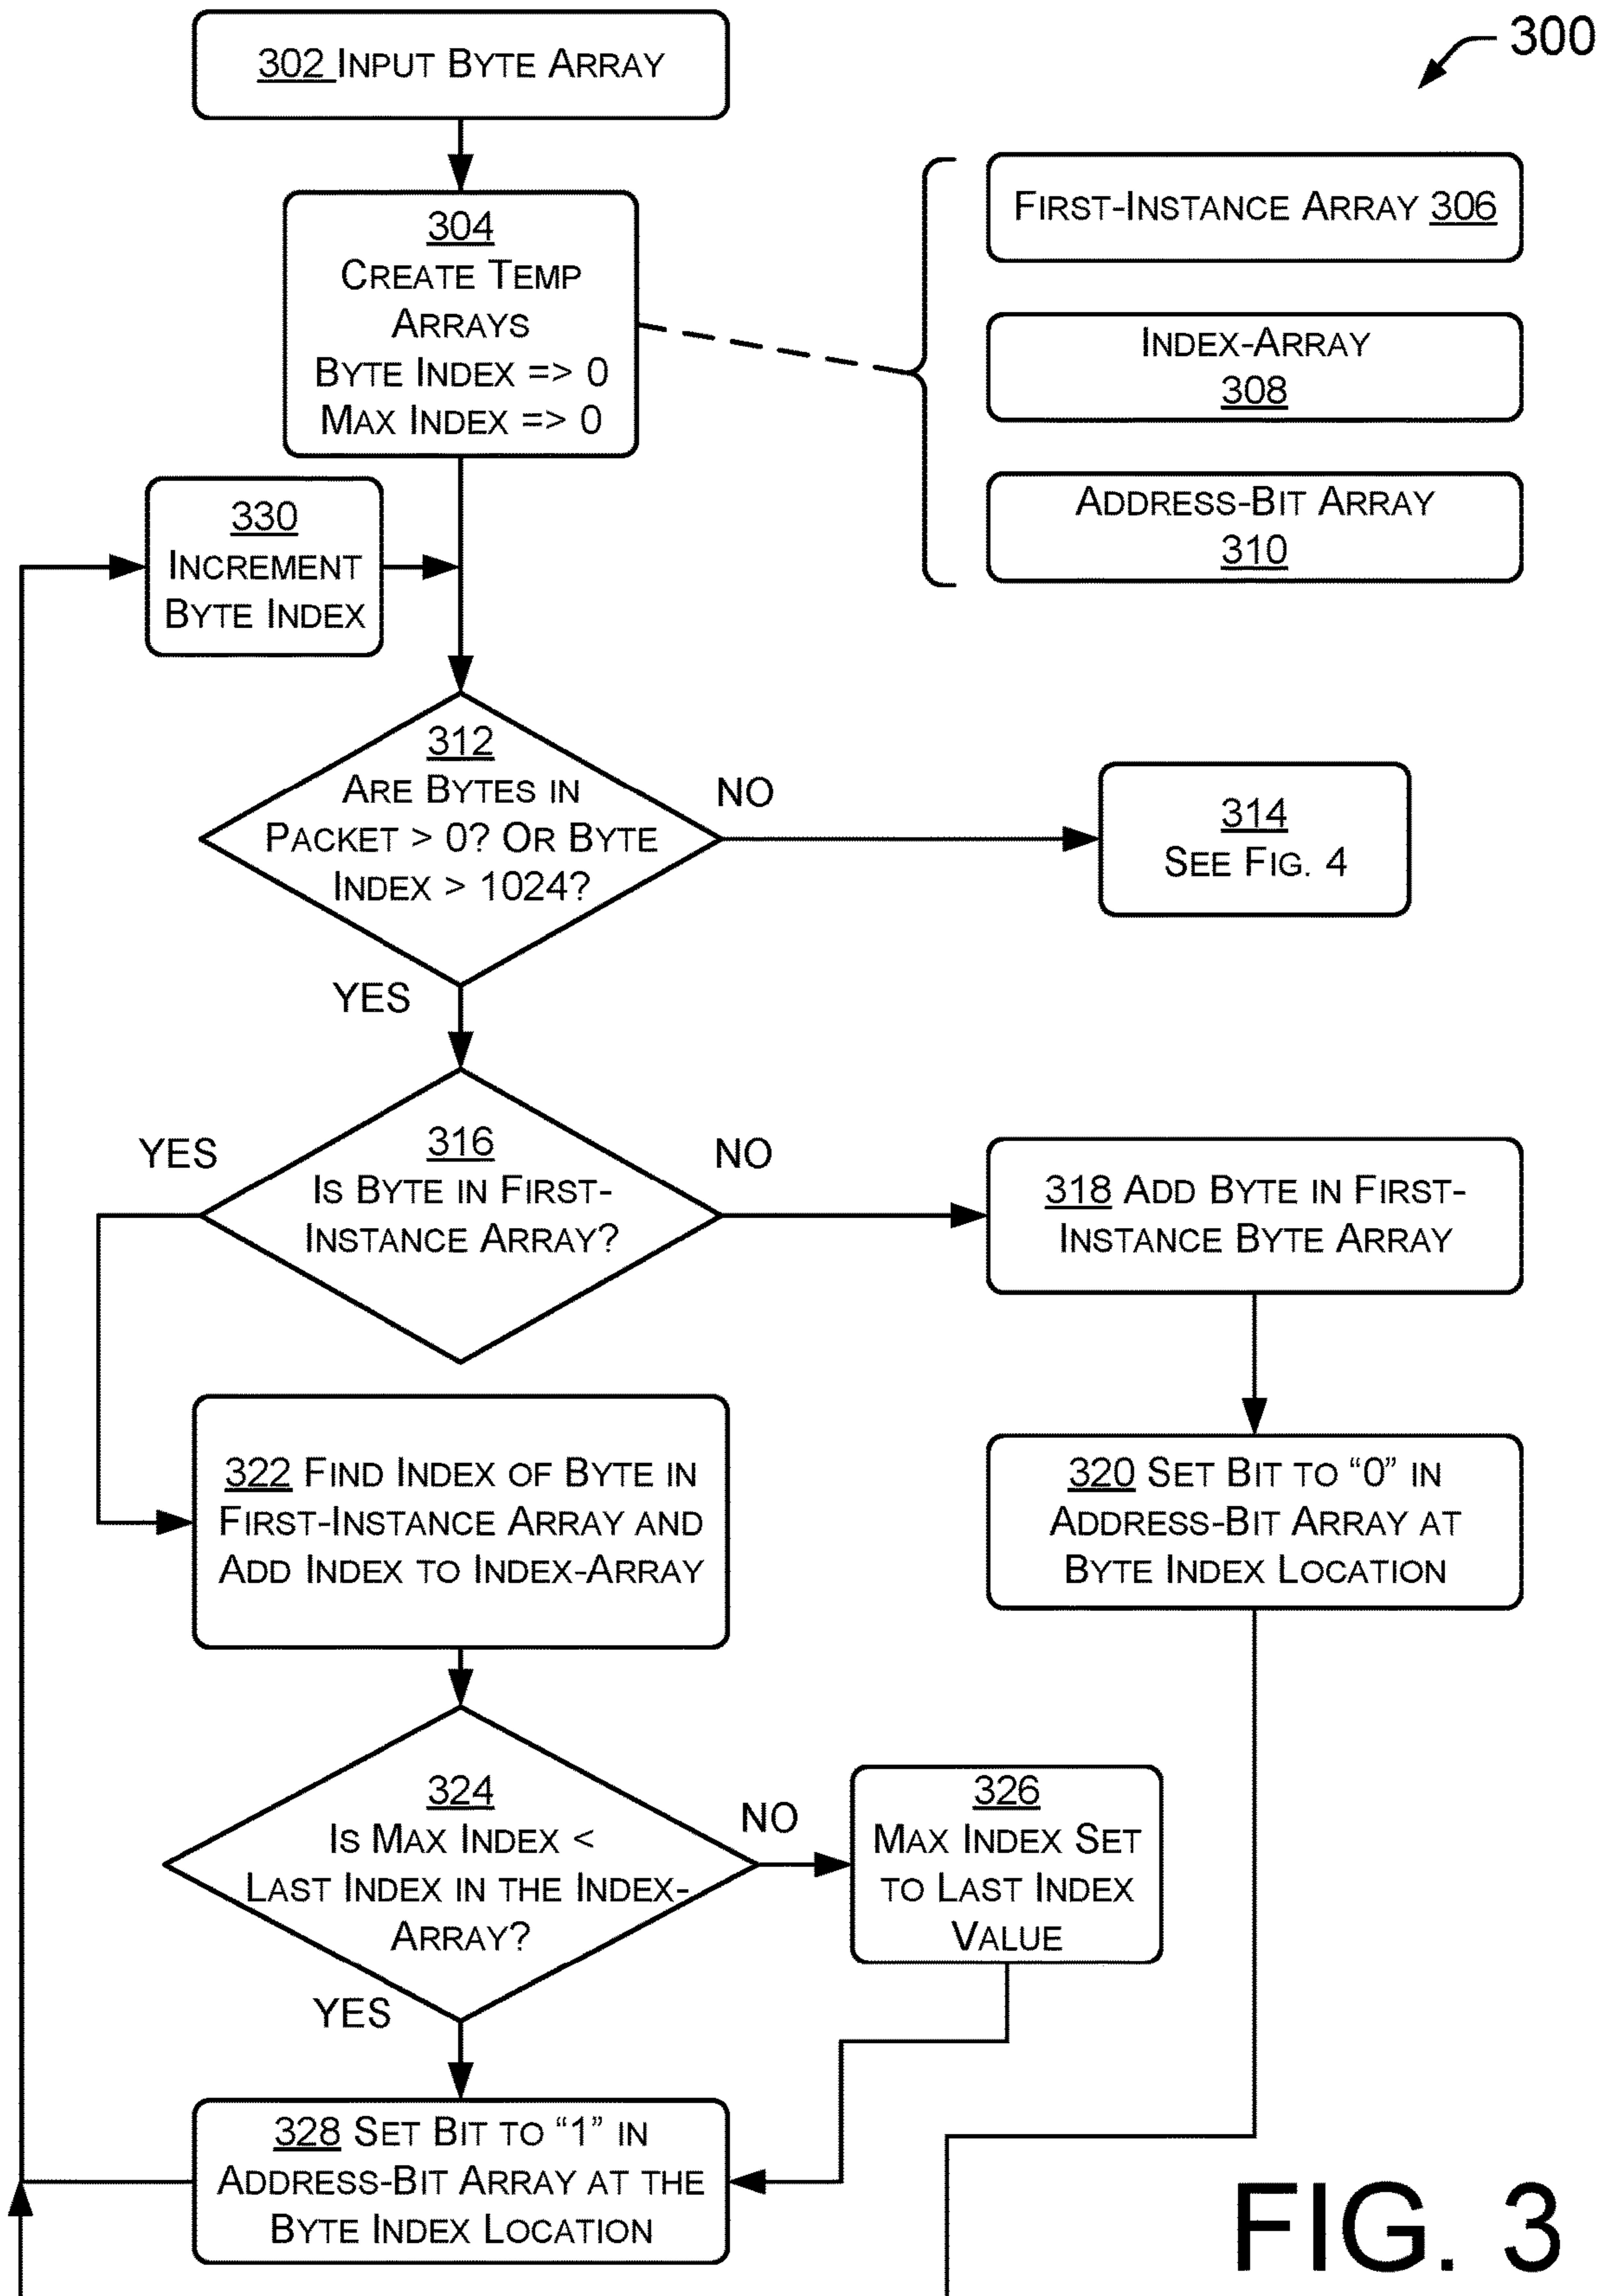 300
302 INPUT BYTE ARRAY
304
CREATE TEMP
ARRAYS
BYTE INDEX => 0
MAX INDEX => 0
FIRST-INSTANCE ARRAY 306
INDEX-ARRAY
308
ADDRESS-BIT ARRAY
310
330
INCREMENT
BYTE INDEX
312
ARE BYTES IN
PACKET > 0? OR BYTE
INDEX > 1024?
NO
314
SEE FIG. 4
YES
316
IS BYTE IN FIRST-
INSTANCE ARRAY?
YES
NO
318 ADD BYTE IN FIRST-
INSTANCE BYTE ARRAY
320 SET BIT TO “0” IN
ADDRESS-BIT ARRAY AT
BYTE INDEX LOCATION
322 FIND INDEX OF BYTE IN
FIRST-INSTANCE ARRAY AND
ADD INDEX TO INDEX-ARRAY
324
IS MAX INDEX <
LAST INDEX IN THE INDEX-
ARRAY?
NO
326
MAX INDEX SET
TO LAST INDEX
VALUE
YES
328 SET BIT TO “1” IN
ADDRESS-BIT ARRAY AT THE
BYTE INDEX LOCATION
FIG. 3